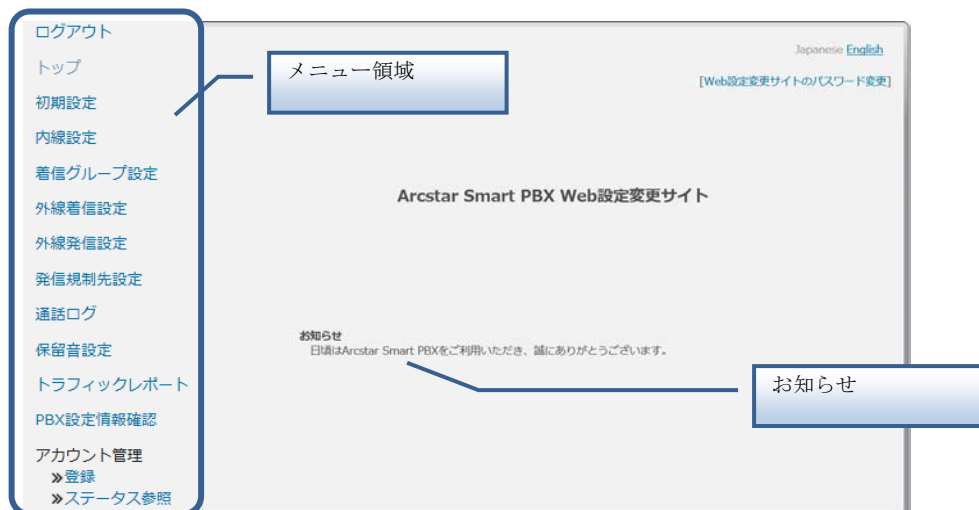 ログアウト
トップ
初期設定
内線設定
着信グループ設定
外線着信設定
外線発信設定
発信規制先設定
通話ログ
保留音設定
トラフィックレポート
PBX設定情報確認
アカウント管理
»登録
»ステータス参照
メニュー領域
Japanese English
[Web設定変更サイトのパスワード変更]
Arcstar Smart PBX Web設定変更サイト
お知らせ
日頃はArcstar Smart PBXをご利用いただき、誠にありがとうございます。
お知らせ